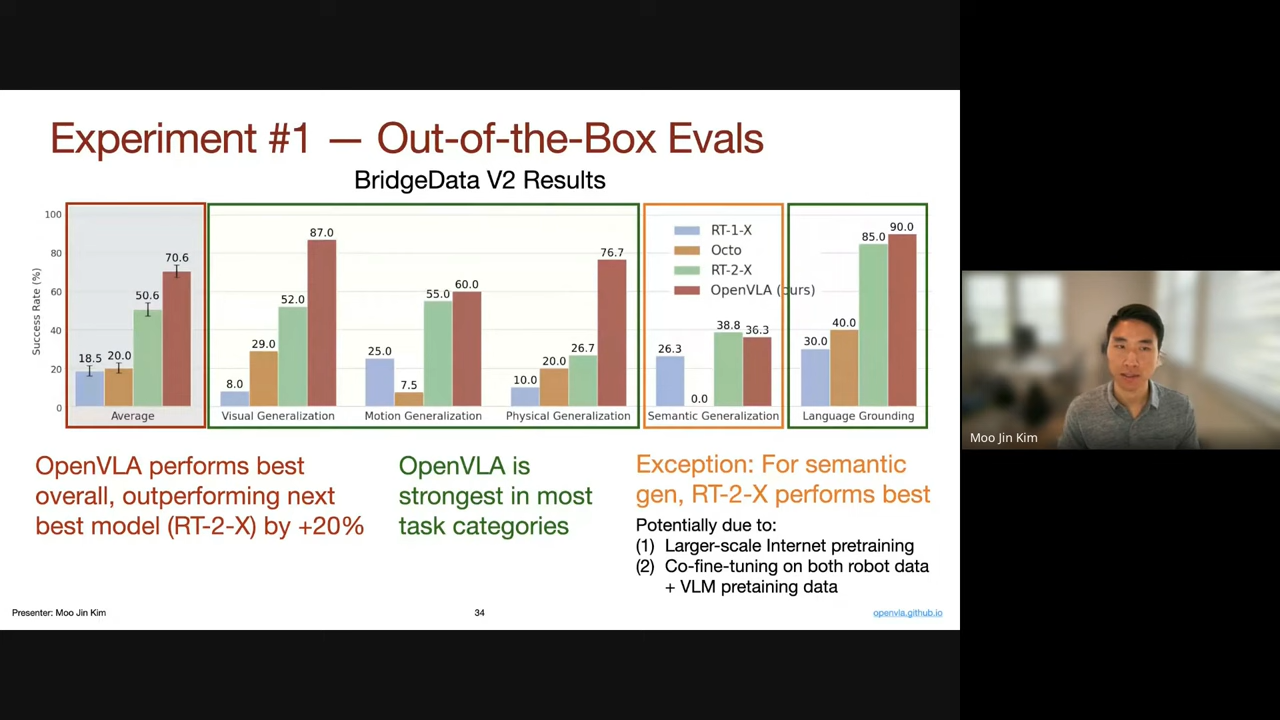 Experiment #1 — Out-of-the-Box Evals
BridgeData V2 Results
Success Rate (%)
100
80
60
40
20
0
18.5
20.0
50.6
70.6
Average
8.0
29.0
52.0
87.0
Visual Generalization
25.0
7.5
55.0
60.0
Motion Generalization
10.0
20.0
26.7
76.7
Physical Generalization
RT-1-X
Octo
RT-2-X
OpenVLA (ours)
26.3
0.0
38.8
36.3
Semantic Generalization
30.0
40.0
85.0
90.0
Language Grounding
OpenVLA performs best
overall, outperforming next
best model (RT-2-X) by +20%
OpenVLA is
strongest in most
task categories
Exception: For semantic
gen, RT-2-X performs best
Potentially due to:
(1) Larger-scale Internet pretraining
(2) Co-fine-tuning on both robot data
+ VLM pretaining data
Presenter: Moo Jin Kim
34
openvla.github.io
Moo Jin Kim